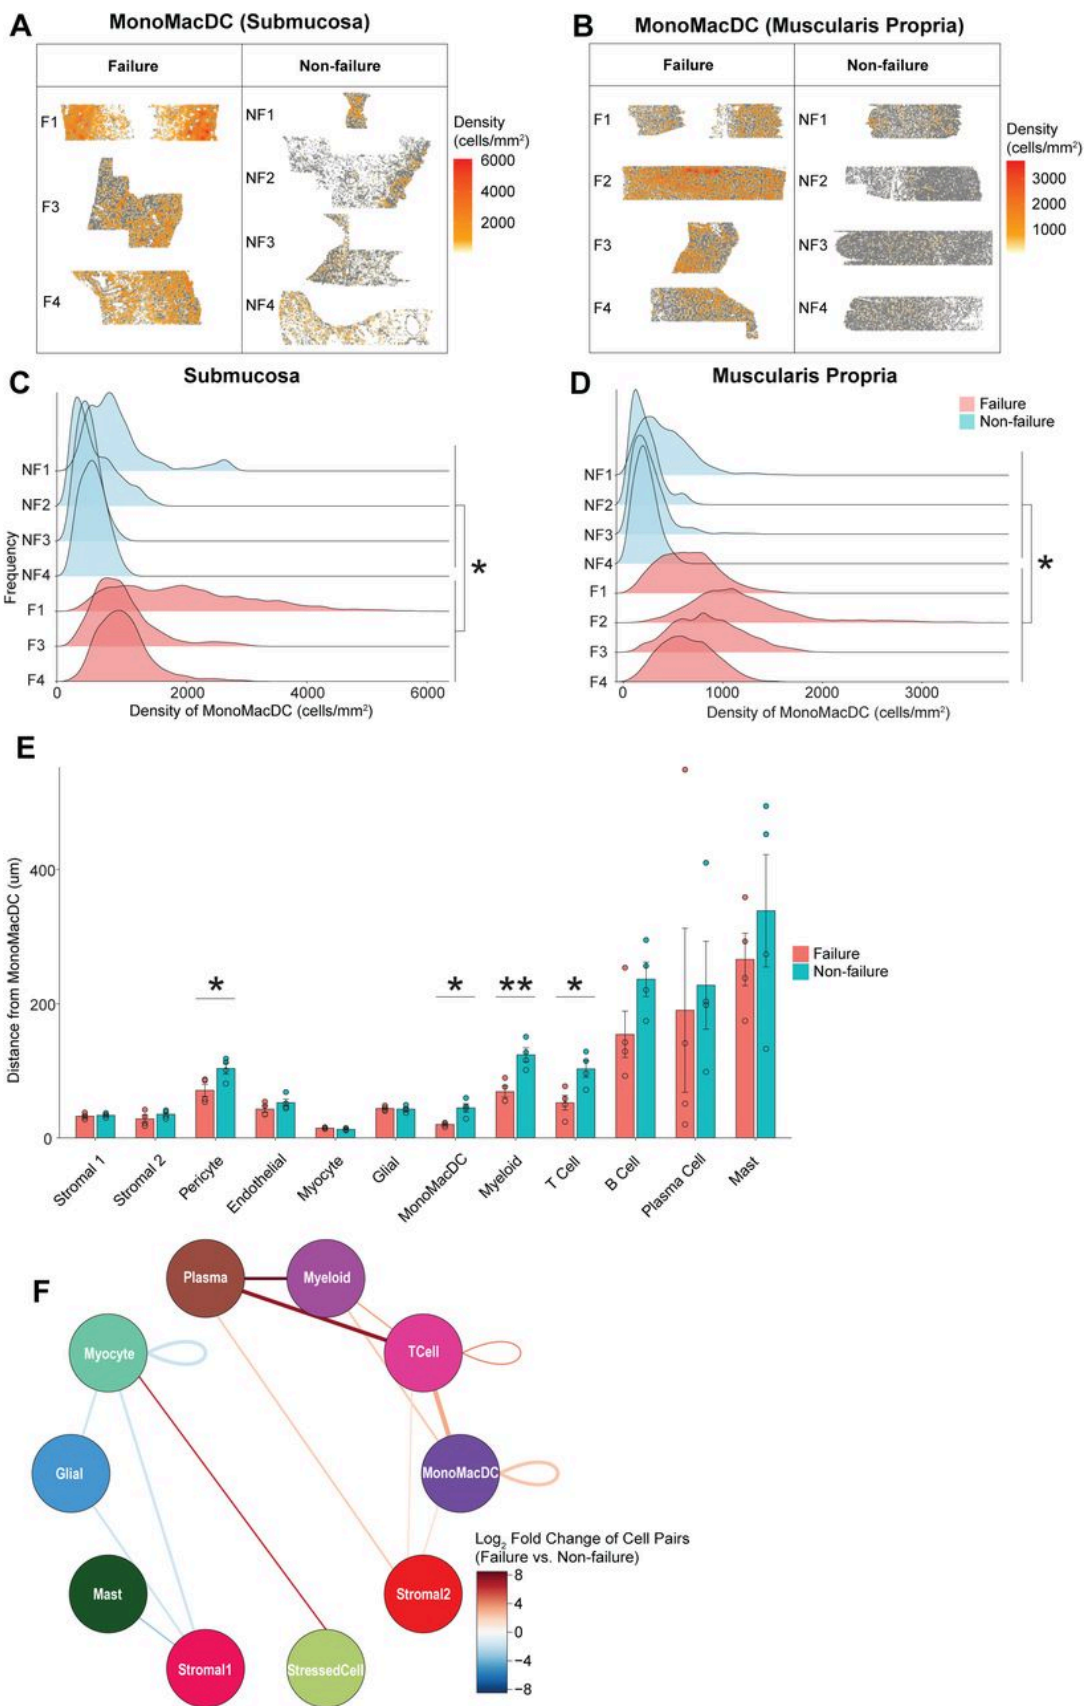 A
MonoMacDC (Submucosa)
Failure
Non-failure
F1
F3
F4
NF1
NF2
NF3
NF4
Density
(cells/mm²)
6000
4000
2000
B
MonoMacDC (Muscularis Propria)
Failure
Non-failure
F1
F2
F3
F4
NF1
NF2
NF3
NF4
Density
(cells/mm²)
3000
2000
1000
C
Submucosa
Frequency
NF1
NF2
NF3
NF4
F1
F3
F4
*
0
2000
4000
6000
Density of MonoMacDC (cells/mm²)
D
Muscularis Propria
Failure
Non-failure
NF1
NF2
NF3
NF4
F1
F2
F3
F4
*
0
1000
2000
3000
Density of MonoMacDC (cells/mm²)
E
Distance from MonoMacDC (um)
400
200
0
*
*
**
*
Failure
Non-failure
Stromal 1
Stromal 2
Pericyte
Endothelial
Myocyte
Glial
MonoMacDC
Myeloid
T Cell
B Cell
Plasma Cell
Mast
F
Plasma
Myeloid
Myocyte
TCell
Glial
MonoMacDC
Mast
Stromal2
Stromal1
StressedCell
Log₂ Fold Change of Cell Pairs
(Failure vs. Non-failure)
8
4
0
-4
-8